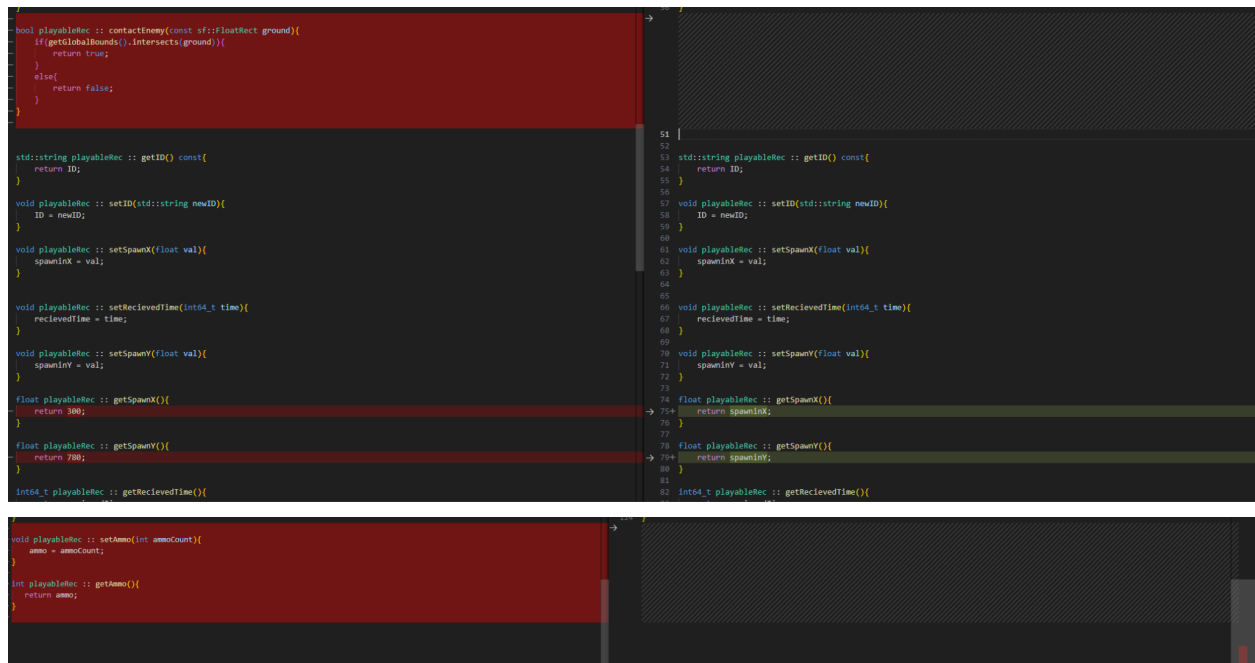 bool playableRec :: contactEnemy(const sf::FloatRect ground){
if(getGlobalBounds().intersects(ground)){
return true;
}
else{
return false;
}
}
std::string playableRec :: getID() const{
return ID;
}
void playableRec :: setID(std::string newID){
ID = newID;
}
void playableRec :: setSpawnX(float val){
spawninX = val;
}
void playableRec :: setRecievedTime(int64_t time){
recievedTime = time;
}
void playableRec :: setSpawnY(float val){
spawninY = val;
}
float playableRec :: getSpawnX(){
return 300;
}
float playableRec :: getSpawnY(){
return 780;
}
int64_t playableRec :: getRecievedTime(){
51
52
53 std::string playableRec :: getID() const{
54 return ID;
55 }
56
57 void playableRec :: setID(std::string newID){
58 ID = newID;
59 }
60
61 void playableRec :: setSpawnX(float val){
62 spawninX = val;
63 }
64
65
66 void playableRec :: setRecievedTime(int64_t time){
67 recievedTime = time;
68 }
69
70 void playableRec :: setSpawnY(float val){
71 spawninY = val;
72 }
73
74 float playableRec :: getSpawnX(){
→ 75+ return spawninX;
76 }
77
78 float playableRec :: getSpawnY(){
→ 79+ return spawninY;
80 }
81
82 int64_t playableRec :: getRecievedTime(){
void playableRec :: setAmmo(int ammoCount){
ammo = ammoCount;
}
int playableRec :: getAmmo(){
return ammo;
}